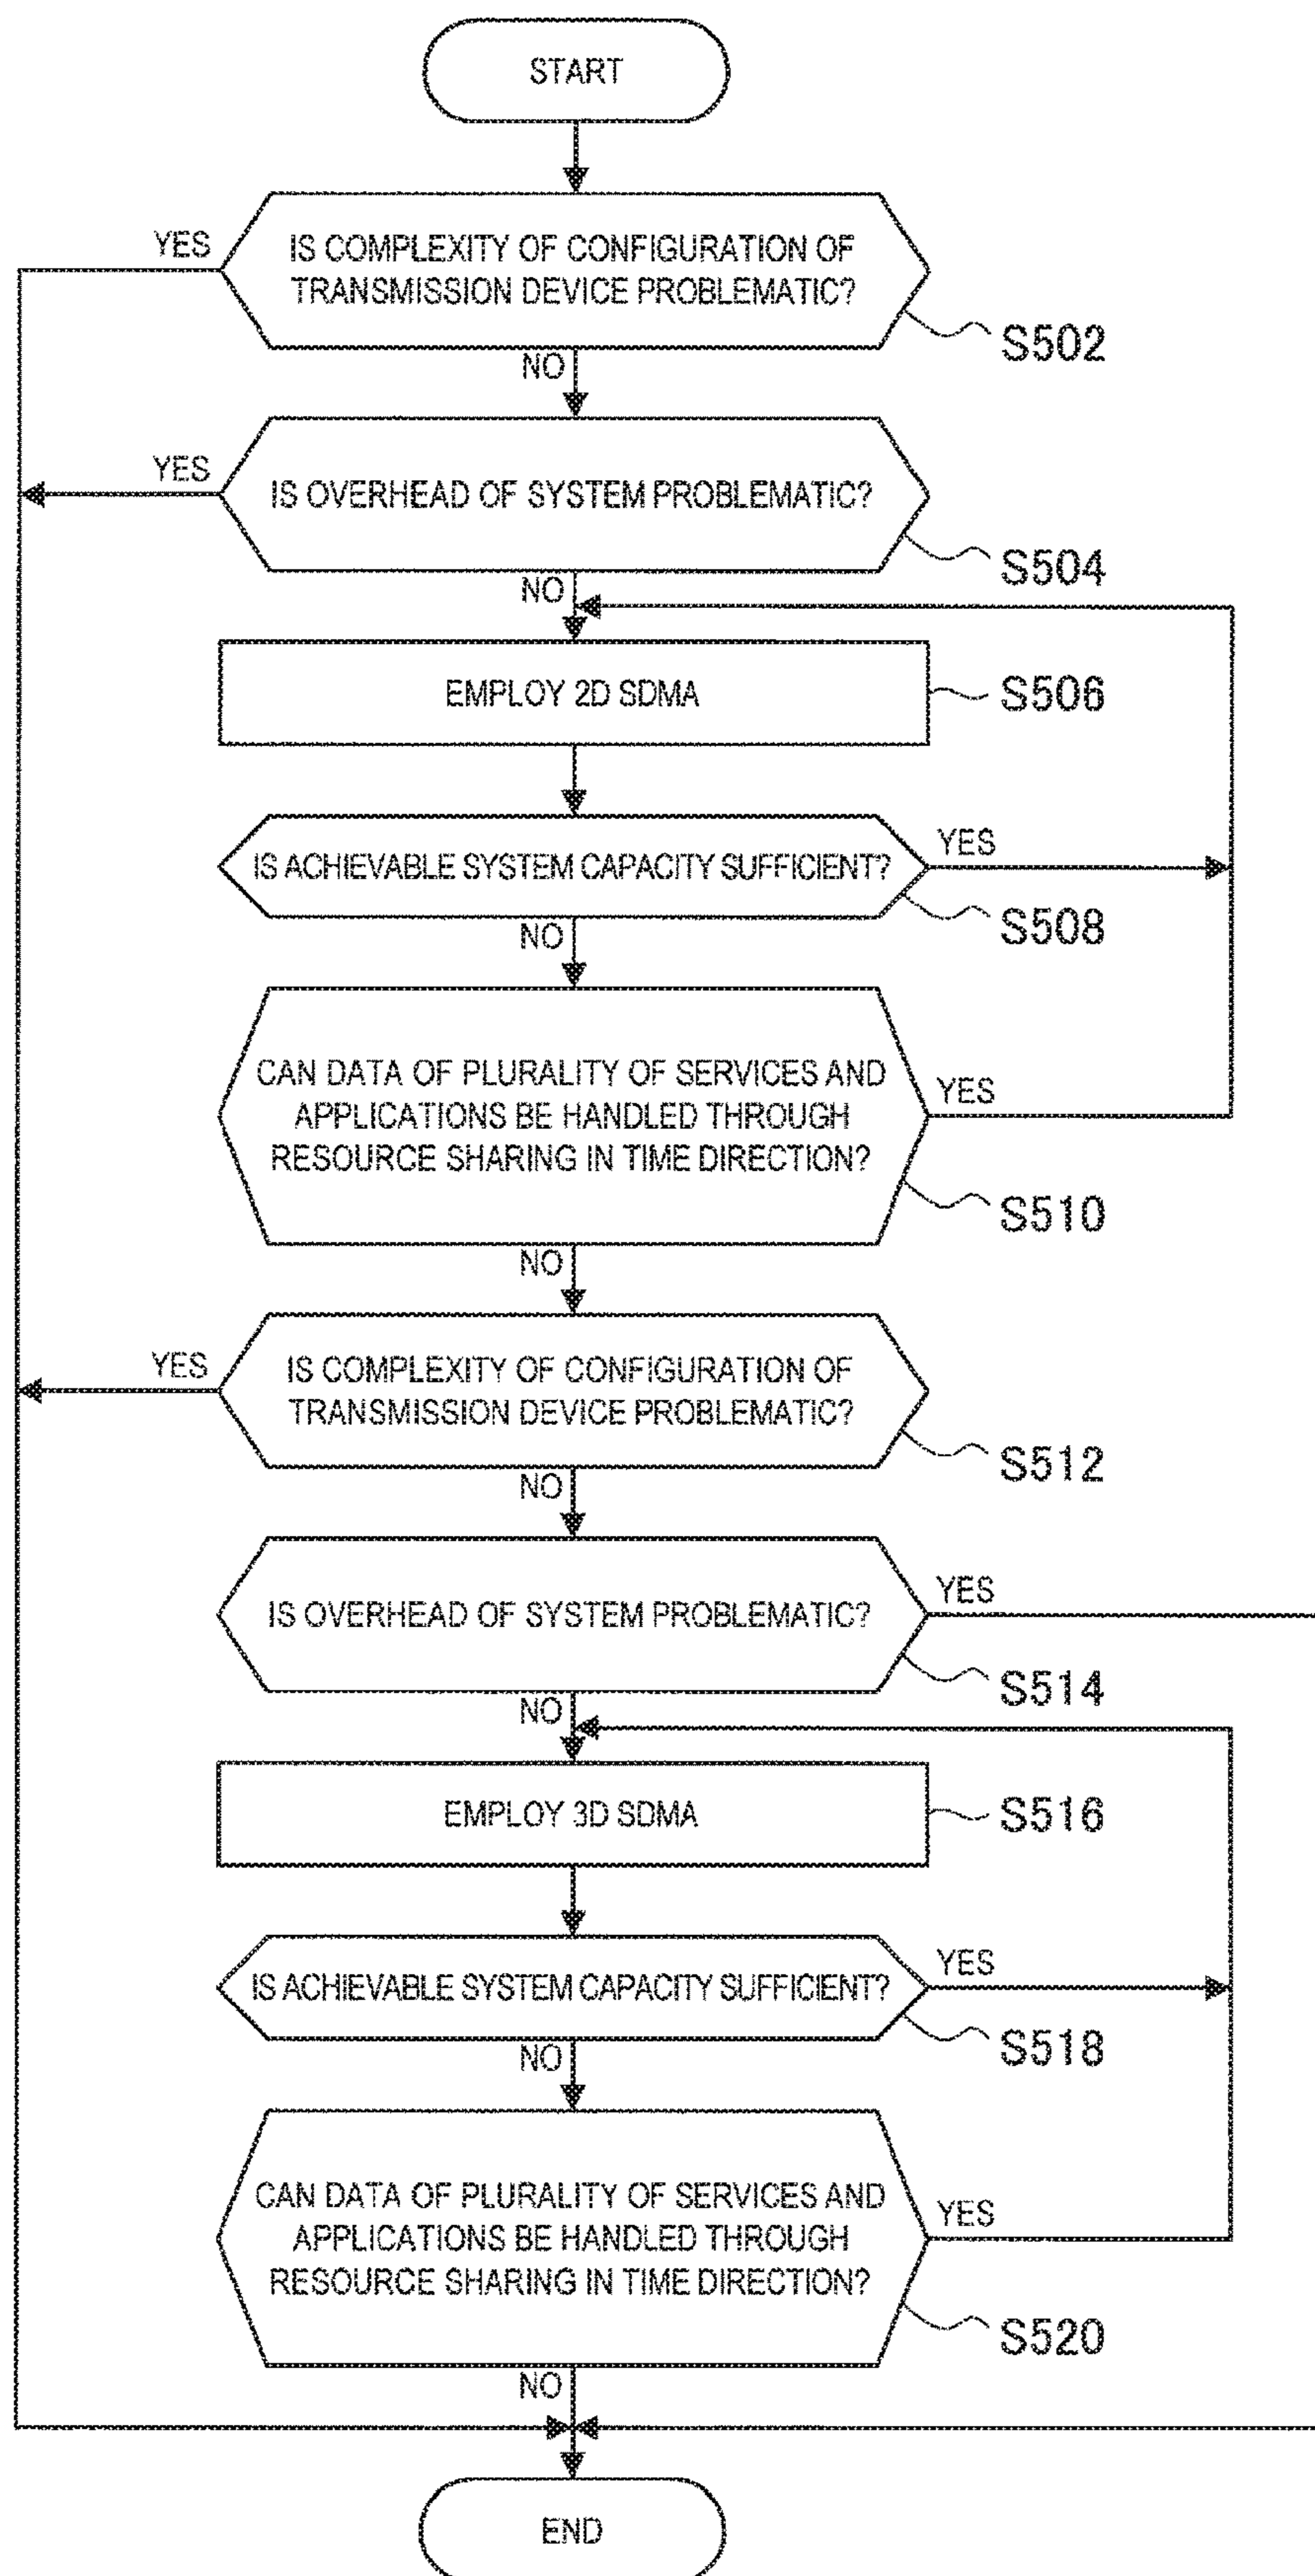 START
YES
IS COMPLEXITY OF CONFIGURATION OF
TRANSMISSION DEVICE PROBLEMATIC?
S502
NO
YES
IS OVERHEAD OF SYSTEM PROBLEMATIC?
S504
NO
EMPLOY 2D SDMA
S506
IS ACHIEVABLE SYSTEM CAPACITY SUFFICIENT?
YES
S508
NO
CAN DATA OF PLURALITY OF SERVICES AND
APPLICATIONS BE HANDLED THROUGH
RESOURCE SHARING IN TIME DIRECTION?
YES
S510
NO
YES
IS COMPLEXITY OF CONFIGURATION OF
TRANSMISSION DEVICE PROBLEMATIC?
S512
NO
IS OVERHEAD OF SYSTEM PROBLEMATIC?
YES
S514
NO
EMPLOY 3D SDMA
S516
IS ACHIEVABLE SYSTEM CAPACITY SUFFICIENT?
YES
S518
NO
CAN DATA OF PLURALITY OF SERVICES AND
APPLICATIONS BE HANDLED THROUGH
RESOURCE SHARING IN TIME DIRECTION?
YES
S520
NO
END